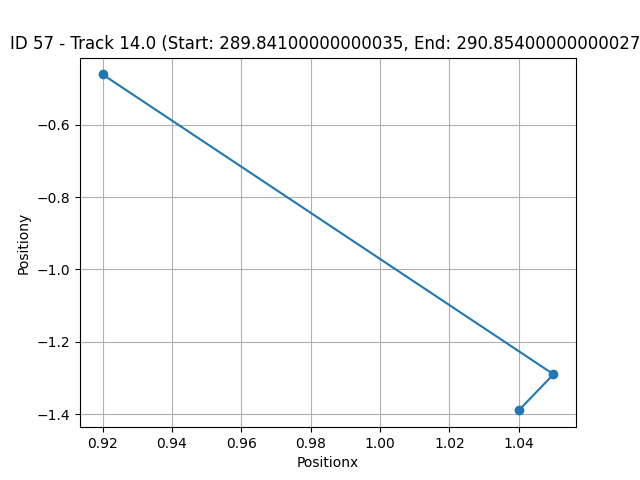 ID 57 - Track 14.0 (Start: 289.84100000000035, End: 290.85400000000027
Positiony
−0.6
−0.8
−1.0
−1.2
−1.4
0.92 0.94 0.96 0.98 1.00 1.02 1.04
Positionx